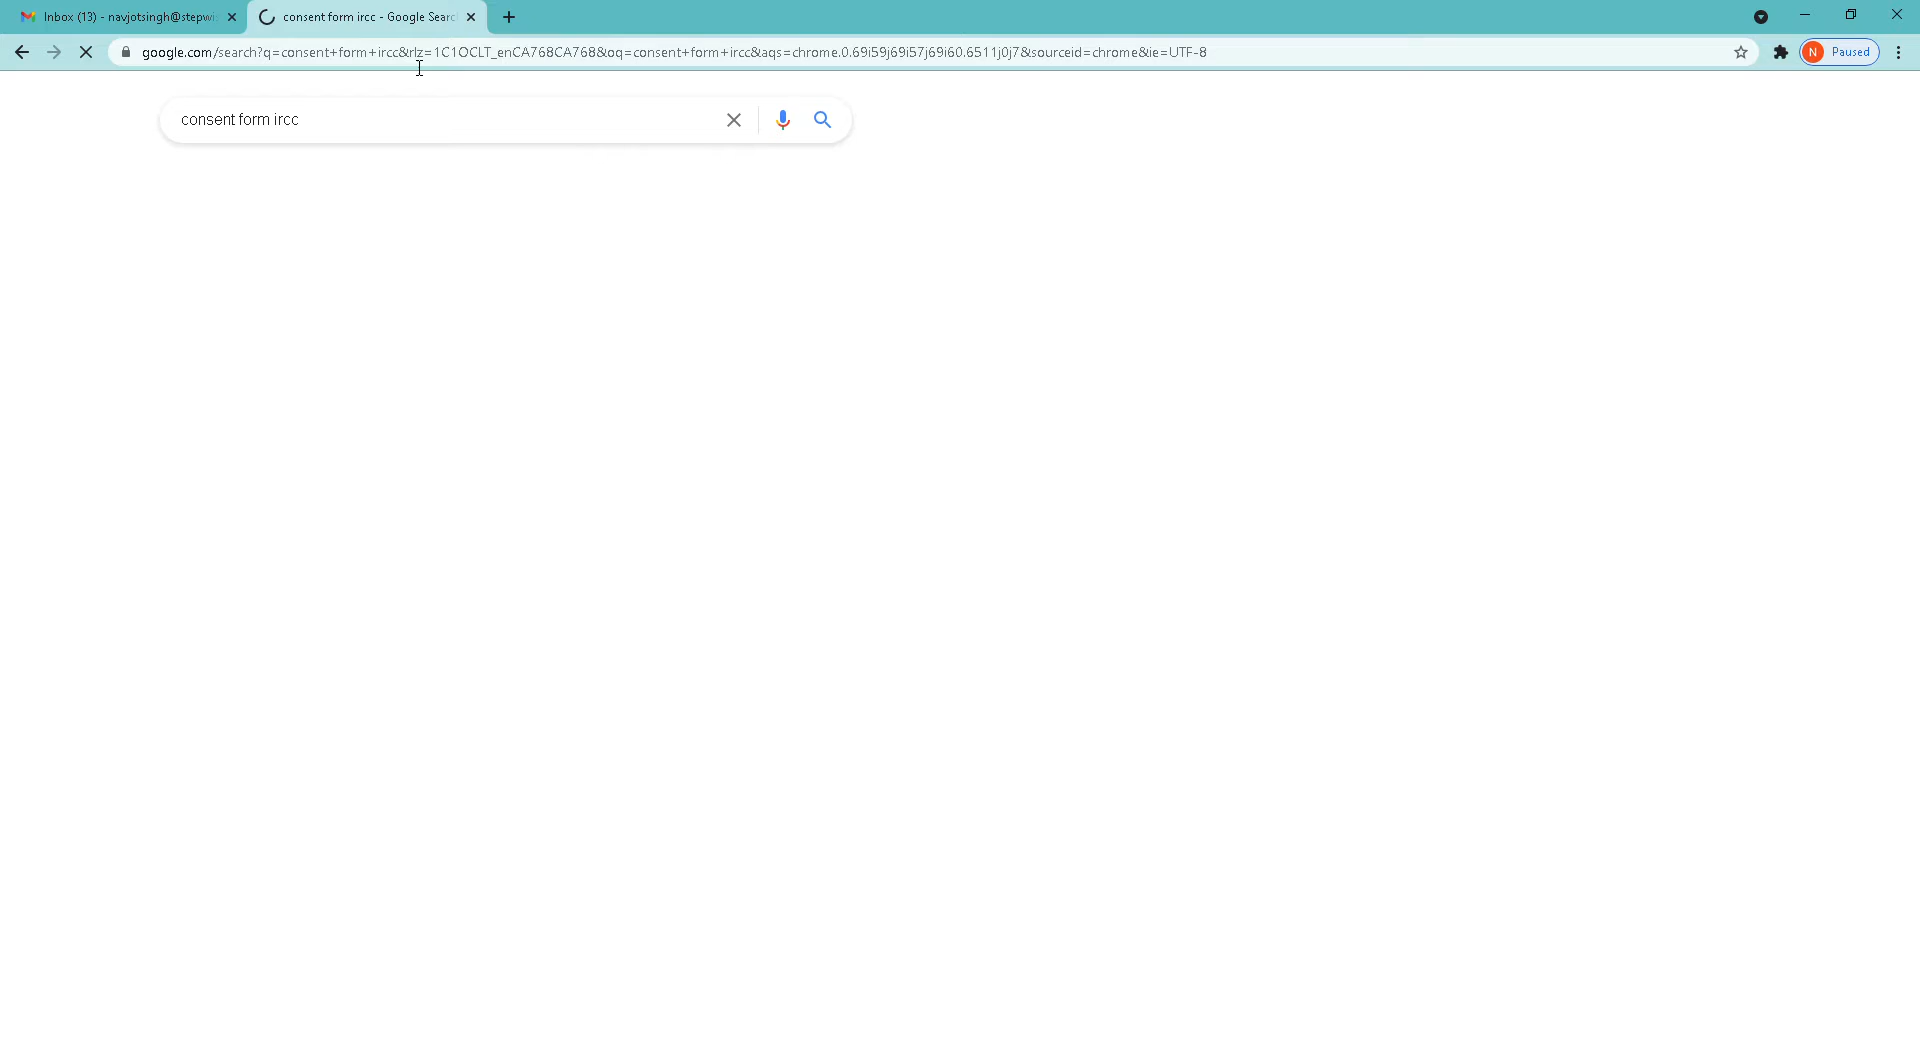 Inbox (13) - navjotsingh@stepwi
consent form ircc - Google Searc
google.com/search?q=consent+form+ircc&rlz=1C1OCLT_enCA768CA768&oq=consent+form+ircc&aqs=chrome.0.69i59j69i57j69i60.6511j0j7&sourceid=chrome&ie=UTF-8
N Paused
consent form ircc